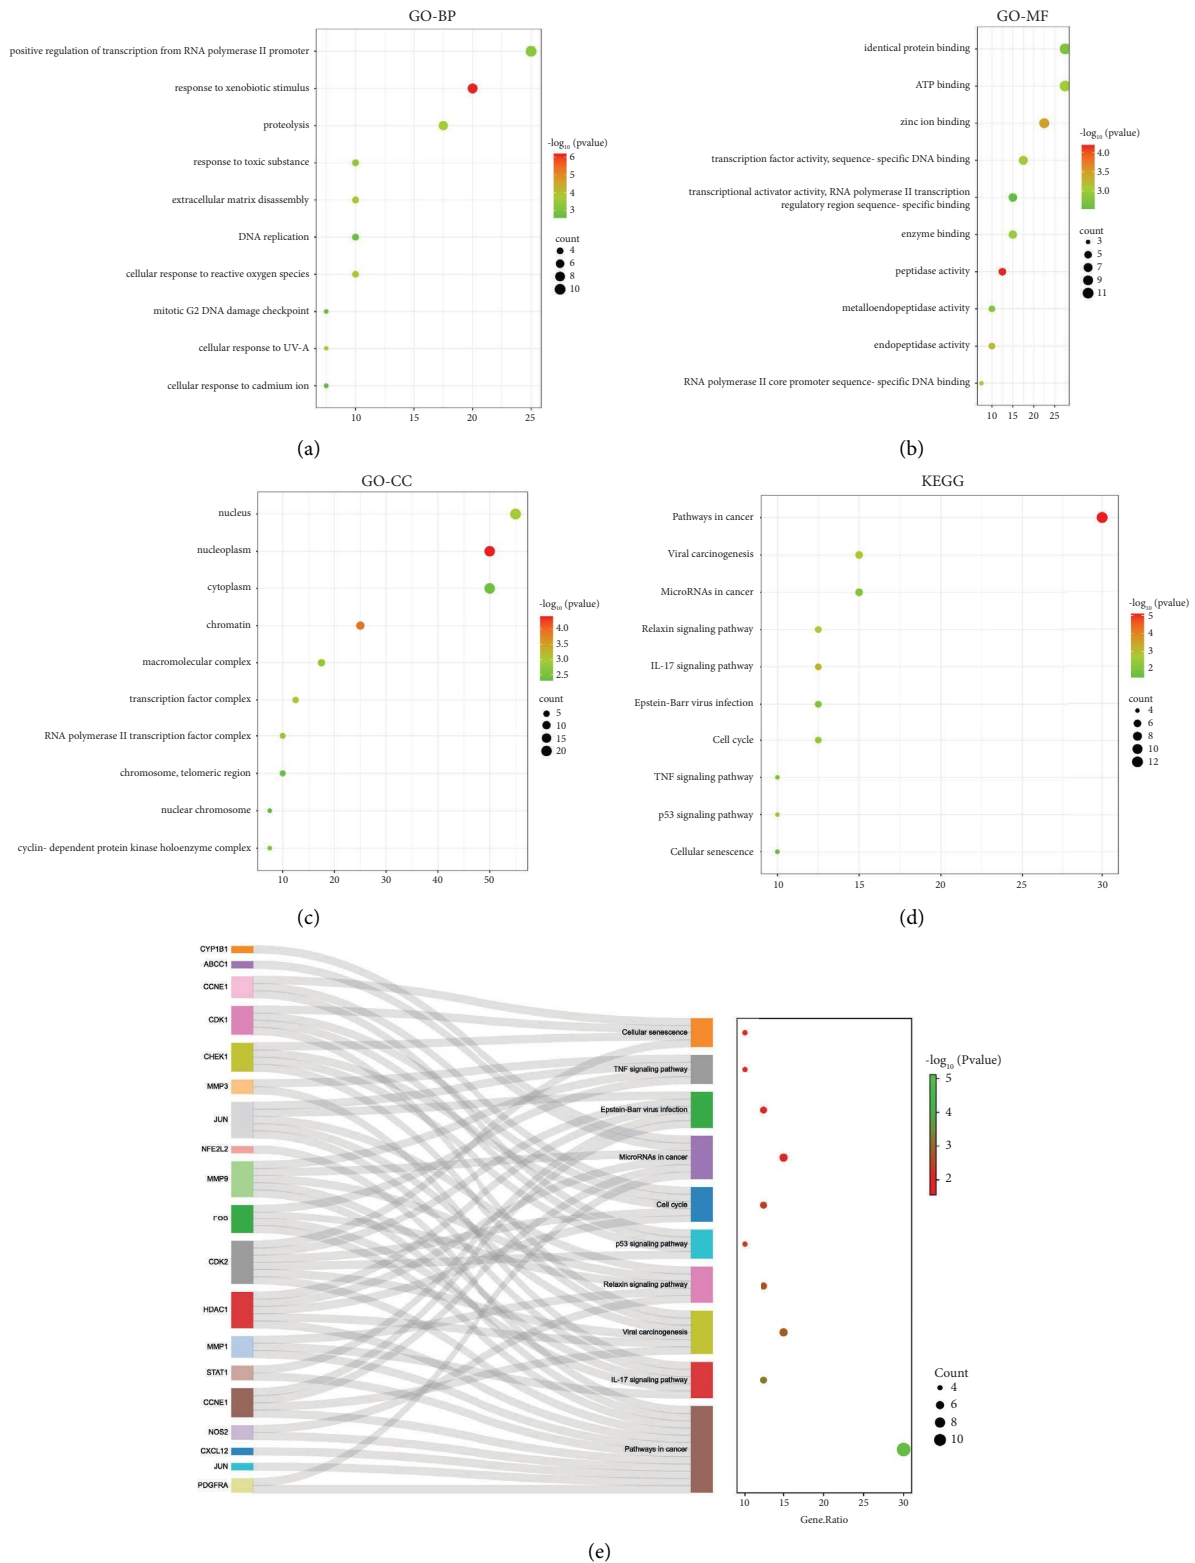 GO-BP
positive regulation of transcription from RNA polymerase II promoter
response to xenobiotic stimulus
proteolysis
response to toxic substance
extracellular matrix disassembly
DNA replication
cellular response to reactive oxygen species
mitotic G2 DNA damage checkpoint
cellular response to UV-A
cellular response to cadmium ion
10 15 20 25
-log10 (pvalue)
6
5
4
3
count
4
6
8
10
(a)
GO-MF
identical protein binding
ATP binding
zinc ion binding
transcription factor activity, sequence- specific DNA binding
transcriptional activator activity, RNA polymerase II transcription
regulatory region sequence- specific binding
enzyme binding
peptidase activity
metalloendopeptidase activity
endopeptidase activity
RNA polymerase II core promoter sequence- specific DNA binding
10 15 20 25
-log10 (pvalue)
4.0
3.5
3.0
count
3
5
7
9
11
(b)
GO-CC
nucleus
nucleoplasm
cytoplasm
chromatin
macromolecular complex
transcription factor complex
RNA polymerase II transcription factor complex
chromosome, telomeric region
nuclear chromosome
cyclin- dependent protein kinase holoenzyme complex
10 20 30 40 50
-log10 (pvalue)
4.0
3.5
3.0
2.5
count
5
10
15
20
(c)
KEGG
Pathways in cancer
Viral carcinogenesis
MicroRNAs in cancer
Relaxin signaling pathway
IL-17 signaling pathway
Epstein-Barr virus infection
Cell cycle
TNF signaling pathway
p53 signaling pathway
Cellular senescence
10 15 20 25 30
-log10 (pvalue)
5
4
3
2
count
4
6
8
10
12
(d)
CYP1B1
ABCC1
CCNE1
CDK1
CHEK1
MMP3
JUN
NFE2L2
MMP9
CDK2
HDAC1
MMP1
STAT1
CCNE1
NOS2
CXCL12
JUN
PDGFRA
Cellular senescence
TNF signaling pathway
Epstein-Barr virus infection
MicroRNAs in cancer
Cell cycle
p53 signaling pathway
Relaxin signaling pathway
Viral carcinogenesis
IL-17 signaling pathway
Pathways in cancer
10 15 20 25 30
Gene.Ratio
-log10 (Pvalue)
5
4
3
2
Count
4
6
8
10
(e)